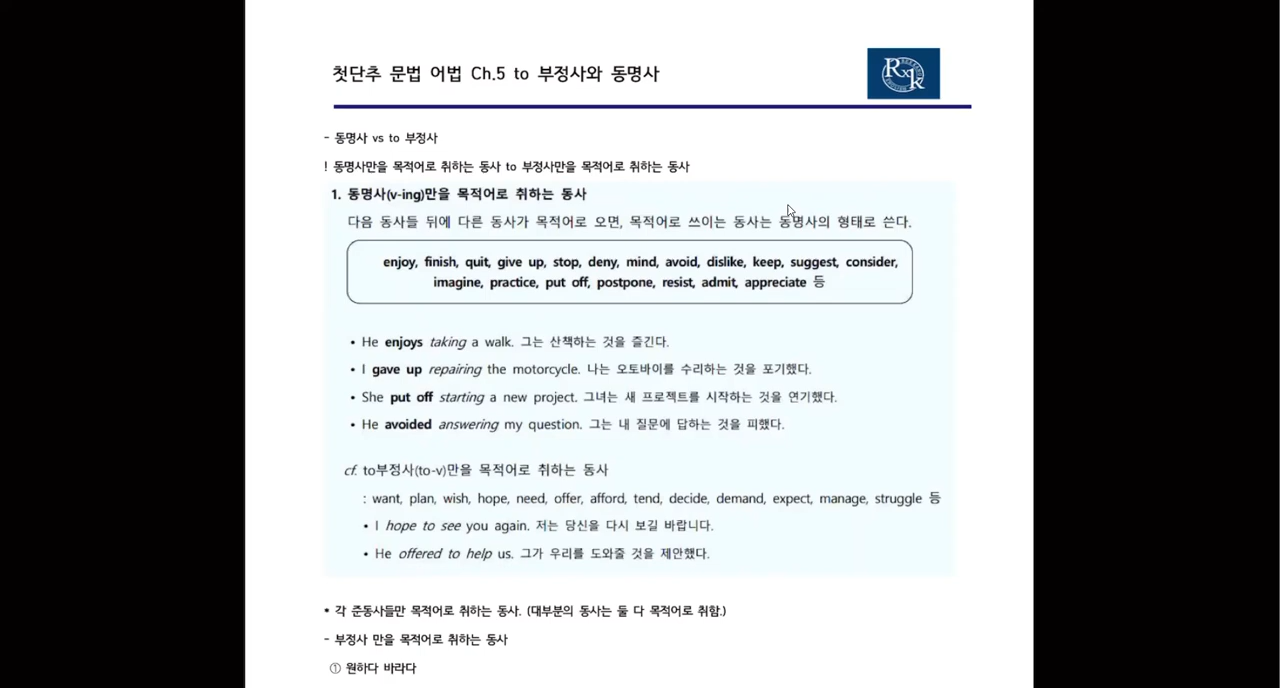 첫단추 문법 어법 Ch.5 to 부정사와 동명사
RXK
- 동명사 vs to 부정사
! 동명사만을 목적어로 취하는 동사 to 부정사만을 목적어로 취하는 동사
1. 동명사(v-ing)만을 목적어로 취하는 동사
다음 동사들 뒤에 다른 동사가 목적어로 오면, 목적어로 쓰이는 동사는 동명사의 형태로 쓴다.
enjoy, finish, quit, give up, stop, deny, mind, avoid, dislike, keep, suggest, consider,
imagine, practice, put off, postpone, resist, admit, appreciate 등
• He enjoys taking a walk. 그는 산책하는 것을 즐긴다.
• I gave up repairing the motorcycle. 나는 오토바이를 수리하는 것을 포기했다.
• She put off starting a new project. 그녀는 새 프로젝트를 시작하는 것을 연기했다.
• He avoided answering my question. 그는 내 질문에 답하는 것을 피했다.
cf. to부정사(to-v)만을 목적어로 취하는 동사
: want, plan, wish, hope, need, offer, afford, tend, decide, demand, expect, manage, struggle 등
• I hope to see you again. 저는 당신을 다시 보길 바랍니다.
• He offered to help us. 그가 우리를 도와줄 것을 제안했다.
* 각 준동사들만 목적어로 취하는 동사. (대부분의 동사는 둘 다 목적어로 취함.)
- 부정사 만을 목적어로 취하는 동사
① 원하다 바라다